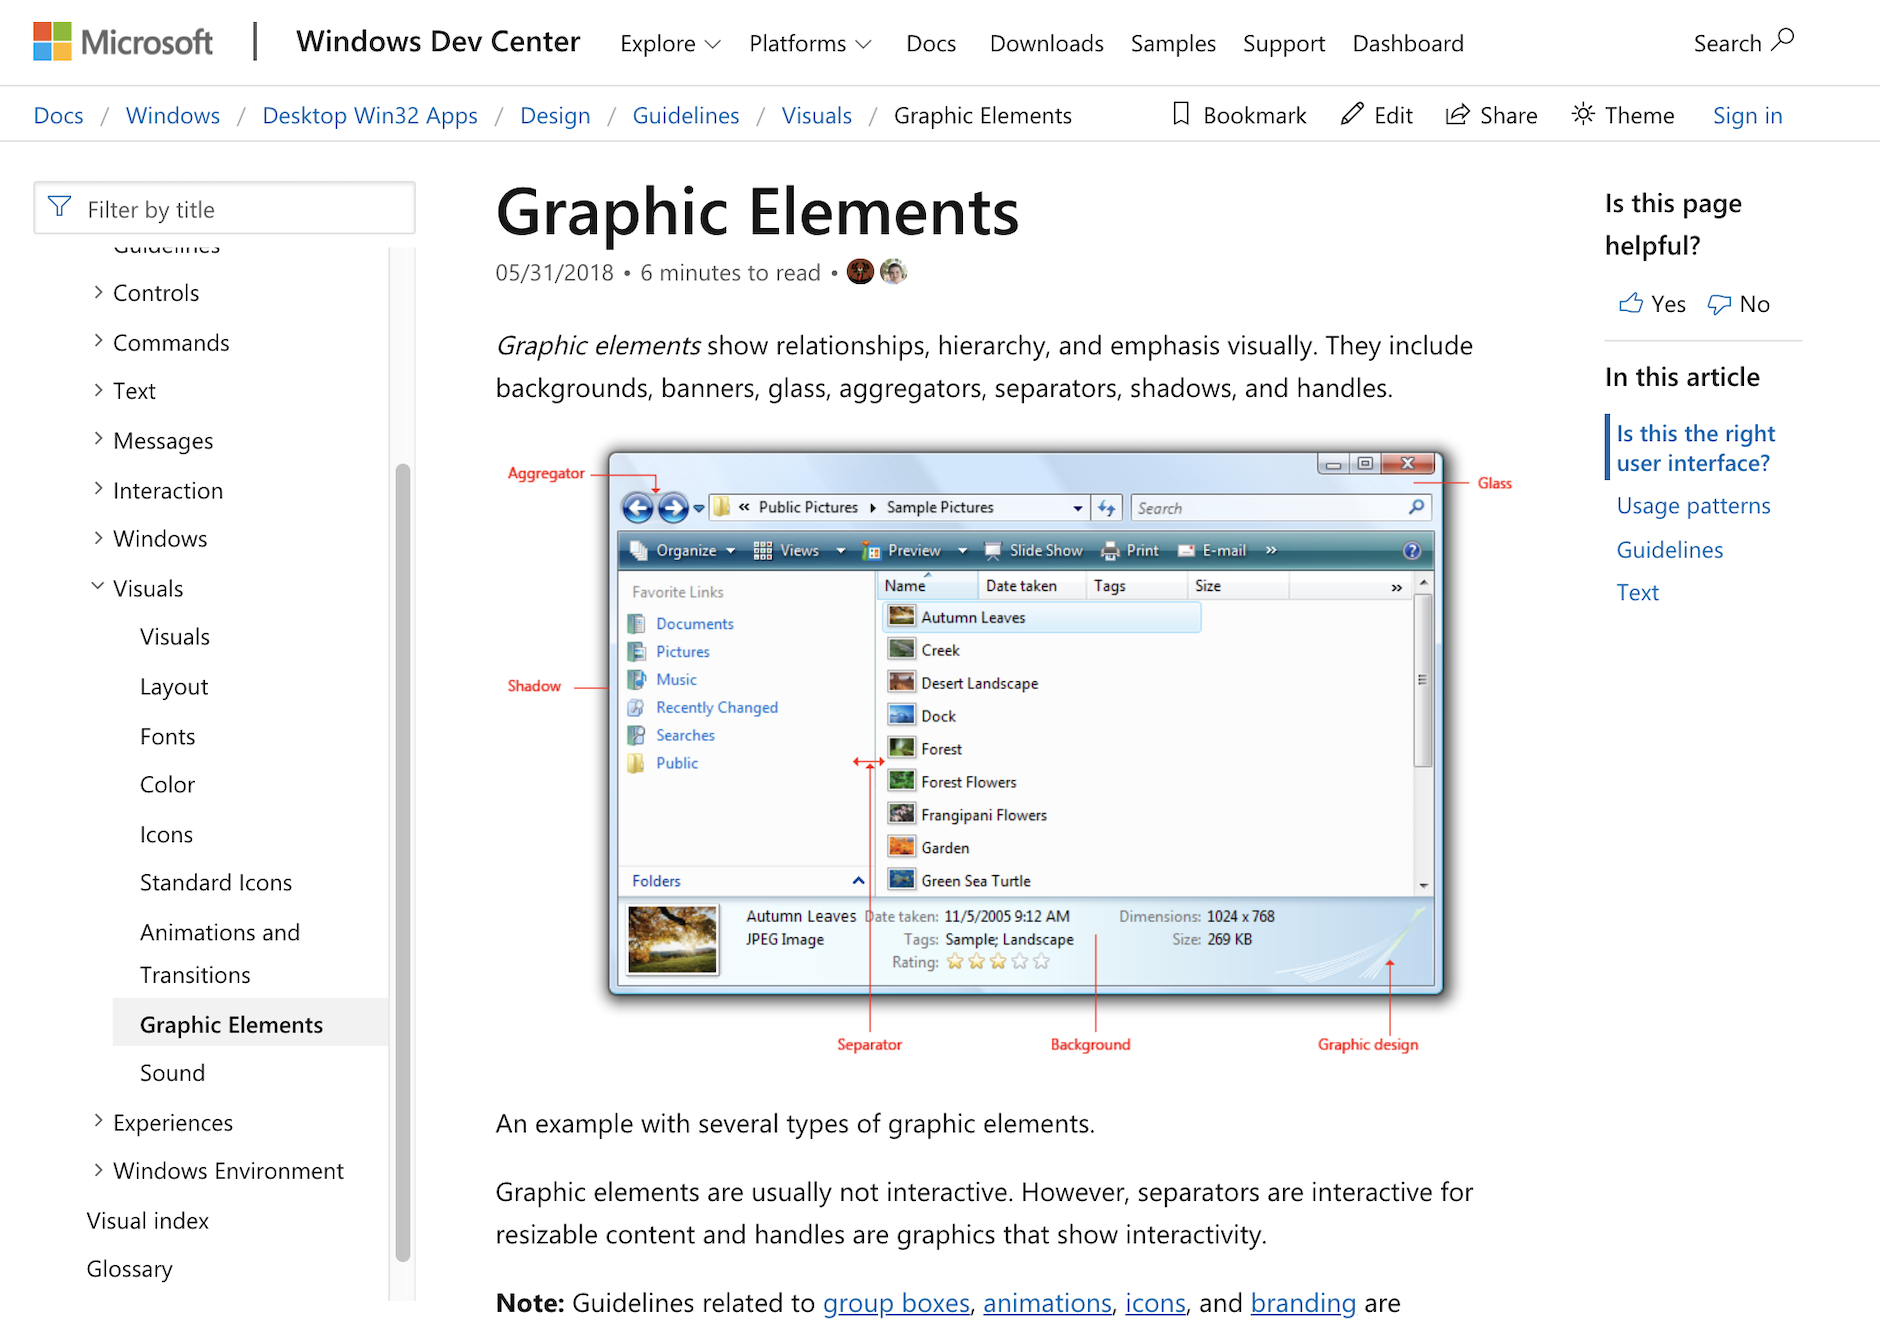 Microsoft | Windows Dev Center Explore Platforms Docs Downloads Samples Support Dashboard Search
Docs / Windows / Desktop Win32 Apps / Design / Guidelines / Visuals / Graphic Elements Bookmark Edit Share Theme Sign in
Filter by title
Guidelines
Controls
Commands
Text
Messages
Interaction
Windows
Visuals
Visuals
Layout
Fonts
Color
Icons
Standard Icons
Animations and
Transitions
Graphic Elements
Sound
Experiences
Windows Environment
Visual index
Glossary
Graphic Elements
05/31/2018 • 6 minutes to read •
Graphic elements show relationships, hierarchy, and emphasis visually. They include
backgrounds, banners, glass, aggregators, separators, shadows, and handles.
Aggregator
Glass
« Public Pictures Sample Pictures Search
Organize Views Preview Slide Show Print E-mail »
Favorite Links
Documents
Pictures
Music
Recently Changed
Searches
Public
Folders
Shadow
Name Date taken Tags Size »
Autumn Leaves
Creek
Desert Landscape
Dock
Forest
Forest Flowers
Frangipani Flowers
Garden
Green Sea Turtle
Autumn Leaves Date taken: 11/5/2005 9:12 AM Dimensions: 1024 x 768
JPEG Image Tags: Sample; Landscape Size: 269 KB
Rating:
Separator Background Graphic design
An example with several types of graphic elements.
Graphic elements are usually not interactive. However, separators are interactive for
resizable content and handles are graphics that show interactivity.
Note: Guidelines related to group boxes, animations, icons, and branding are
Is this page
helpful?
Yes No
In this article
Is this the right
user interface?
Usage patterns
Guidelines
Text